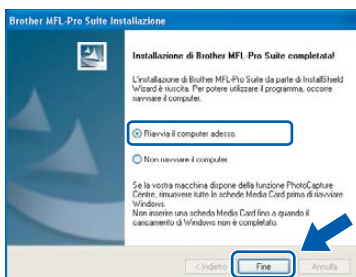 Brother MFL-Pro Suite Installazione
Installazione di Brother MFL-Pro Suite completata!
L'installazione di Brother MFL-Pro Suite da parte di InstallShield
Wizard è riuscita. Per potere utilizzare il programma, occorre
riavviare il computer.
Riavvia il computer adesso.
Non riavviare il computer.
Se la vostra macchina dispone della funzione PhotoCapture
Centre, rimuovere tutte le schede Media Card prima di riavviare
Windows.
Non inserire una scheda Media Card fino a quando il
caricamento di Windows non è completato.
< Indietro
Fine
Annulla